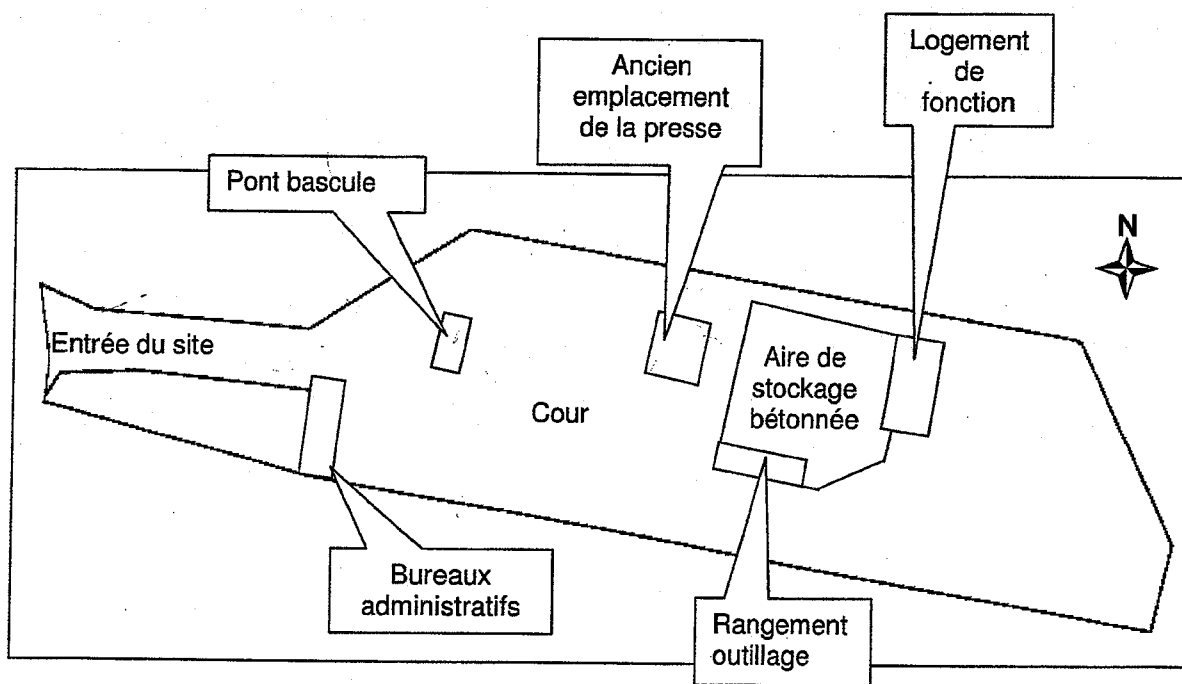 Logement
de
fonction
Ancien
emplacement
de la presse
Pont bascule
N
Entrée du site
Aire de
stockage
bétonnée
Cour
Bureaux
administratifs
Rangement
outillage